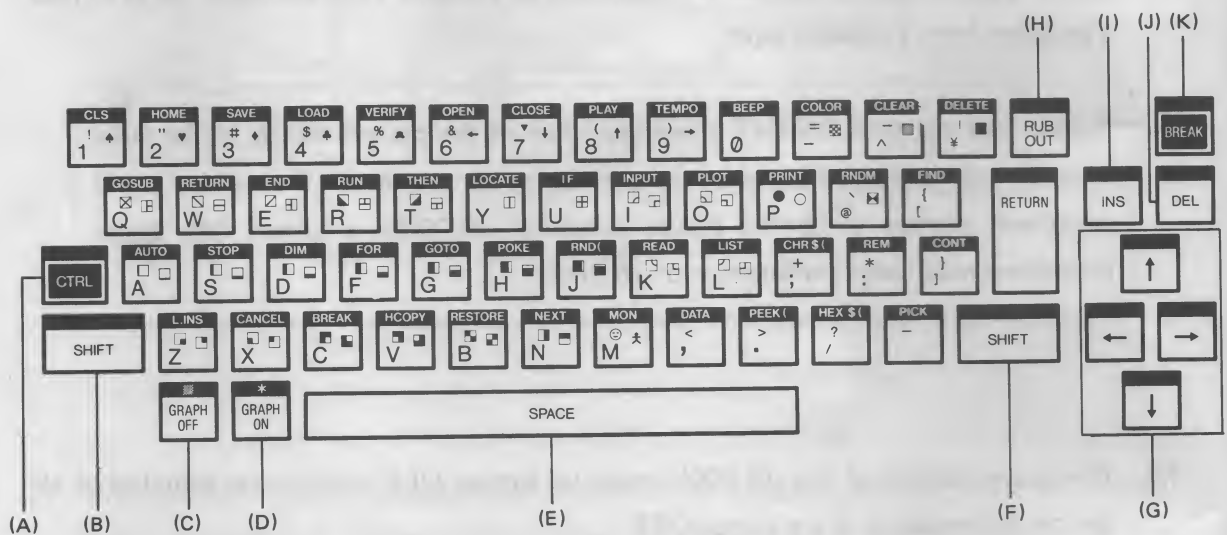 (H) (I) (J) (K)
CLS HOME SAVE LOAD VERIFY OPEN CLOSE PLAY TEMPO BEEP COLOR CLEAR DELETE
! ♠ " # ♦ $ ♣ % & ← ↓ ( ↑ ) → = ¦
1 2 3 4 5 6 7 8 9 0 − ^ ¥ RUB OUT BREAK
GOSUB RETURN END RUN THEN LOCATE IF INPUT PLOT PRINT RNDM FIND
` {
Q W E R T Y U I O P @ [ RETURN INS DEL
AUTO STOP DIM FOR GOTO POKE RND( READ LIST CHR $ ( REM CONT
+ * }
CTRL A S D F G H J K L ; : ] ↑
L.INS CANCEL BREAK HCOPY RESTORE NEXT MON DATA PEEK ( HEX $ ( PICK
< > ?
SHIFT Z X C V B N M , . / − SHIFT ← →
*
GRAPH OFF GRAPH ON SPACE ↓
(A) (B) (C) (D) (E) (F) (G)